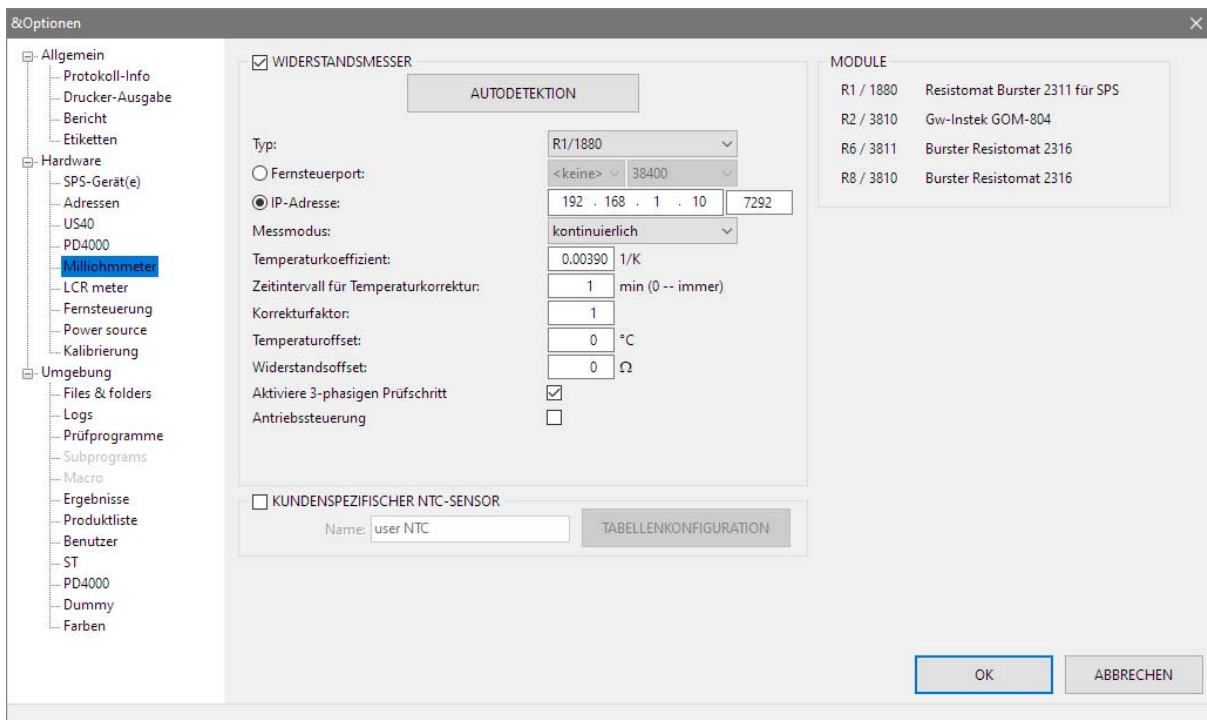 &Optionen
Allgemein
Protokoll-Info
Drucker-Ausgabe
Bericht
Etiketten
Hardware
SPS-Gerät(e)
Adressen
US40
PD4000
Milliohmmeter
LCR meter
Fernsteuerung
Power source
Kalibrierung
Umgebung
Files & folders
Logs
Prüfprogramme
Subprograms
Macro
Ergebnisse
Produktliste
Benutzer
ST
PD4000
Dummy
Farben
WIDERSTANDSMESSER
AUTODETEKTION
Typ: R1/1880
Fernsteuerport: <keine> 38400
IP-Adresse: 192 . 168 . 1 . 10 7292
Messmodus: kontinuierlich
Temperaturkoeffizient: 0.00390 1/K
Zeitintervall für Temperaturkorrektur: 1 min (0 -- immer)
Korrekturfaktor: 1
Temperaturoffset: 0 °C
Widerstandsoffset: 0 Ω
Aktiviere 3-phasigen Prüfschritt
Antriebssteuerung
KUNDENSPEZIFISCHER NTC-SENSOR
Name: user NTC TABELLENKONFIGURATION
MODULE
R1 / 1880 Resistomat Burster 2311 für SPS
R2 / 3810 Gw-Instek GOM-804
R6 / 3811 Burster Resistomat 2316
R8 / 3810 Burster Resistomat 2316
OK ABBRECHEN